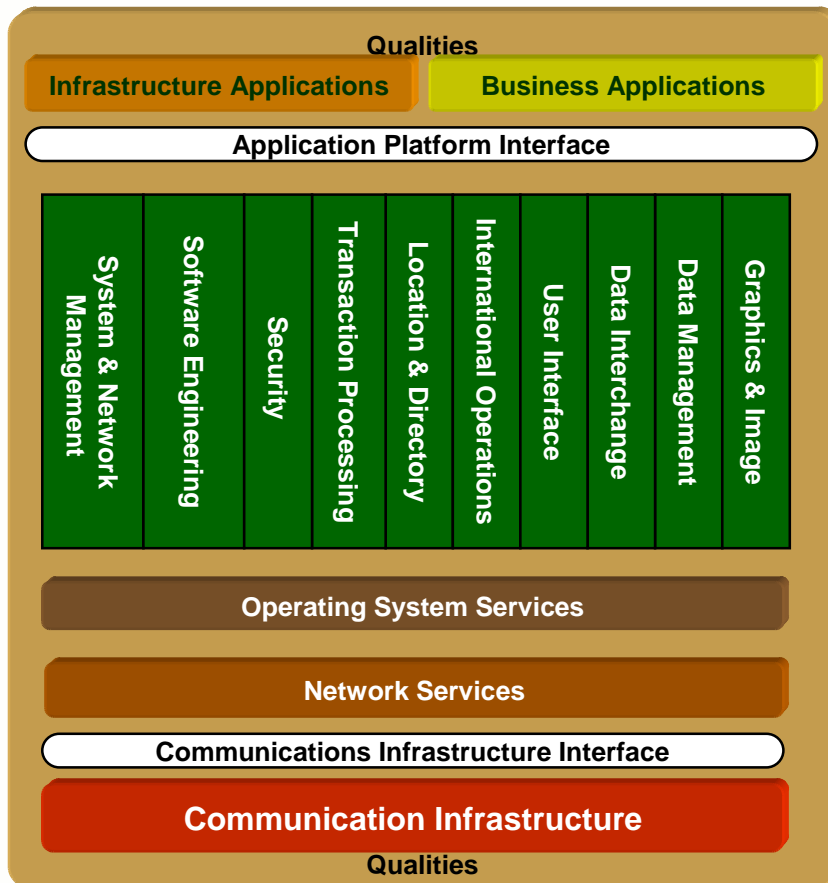 Qualities
Infrastructure Applications
Business Applications
Application Platform Interface
System & Network
Management
Software Engineering
Security
Transaction Processing
Location & Directory
International Operations
User Interface
Data Interchange
Data Management
Graphics & Image
Operating System Services
Network Services
Communications Infrastructure Interface
Communication Infrastructure
Qualities